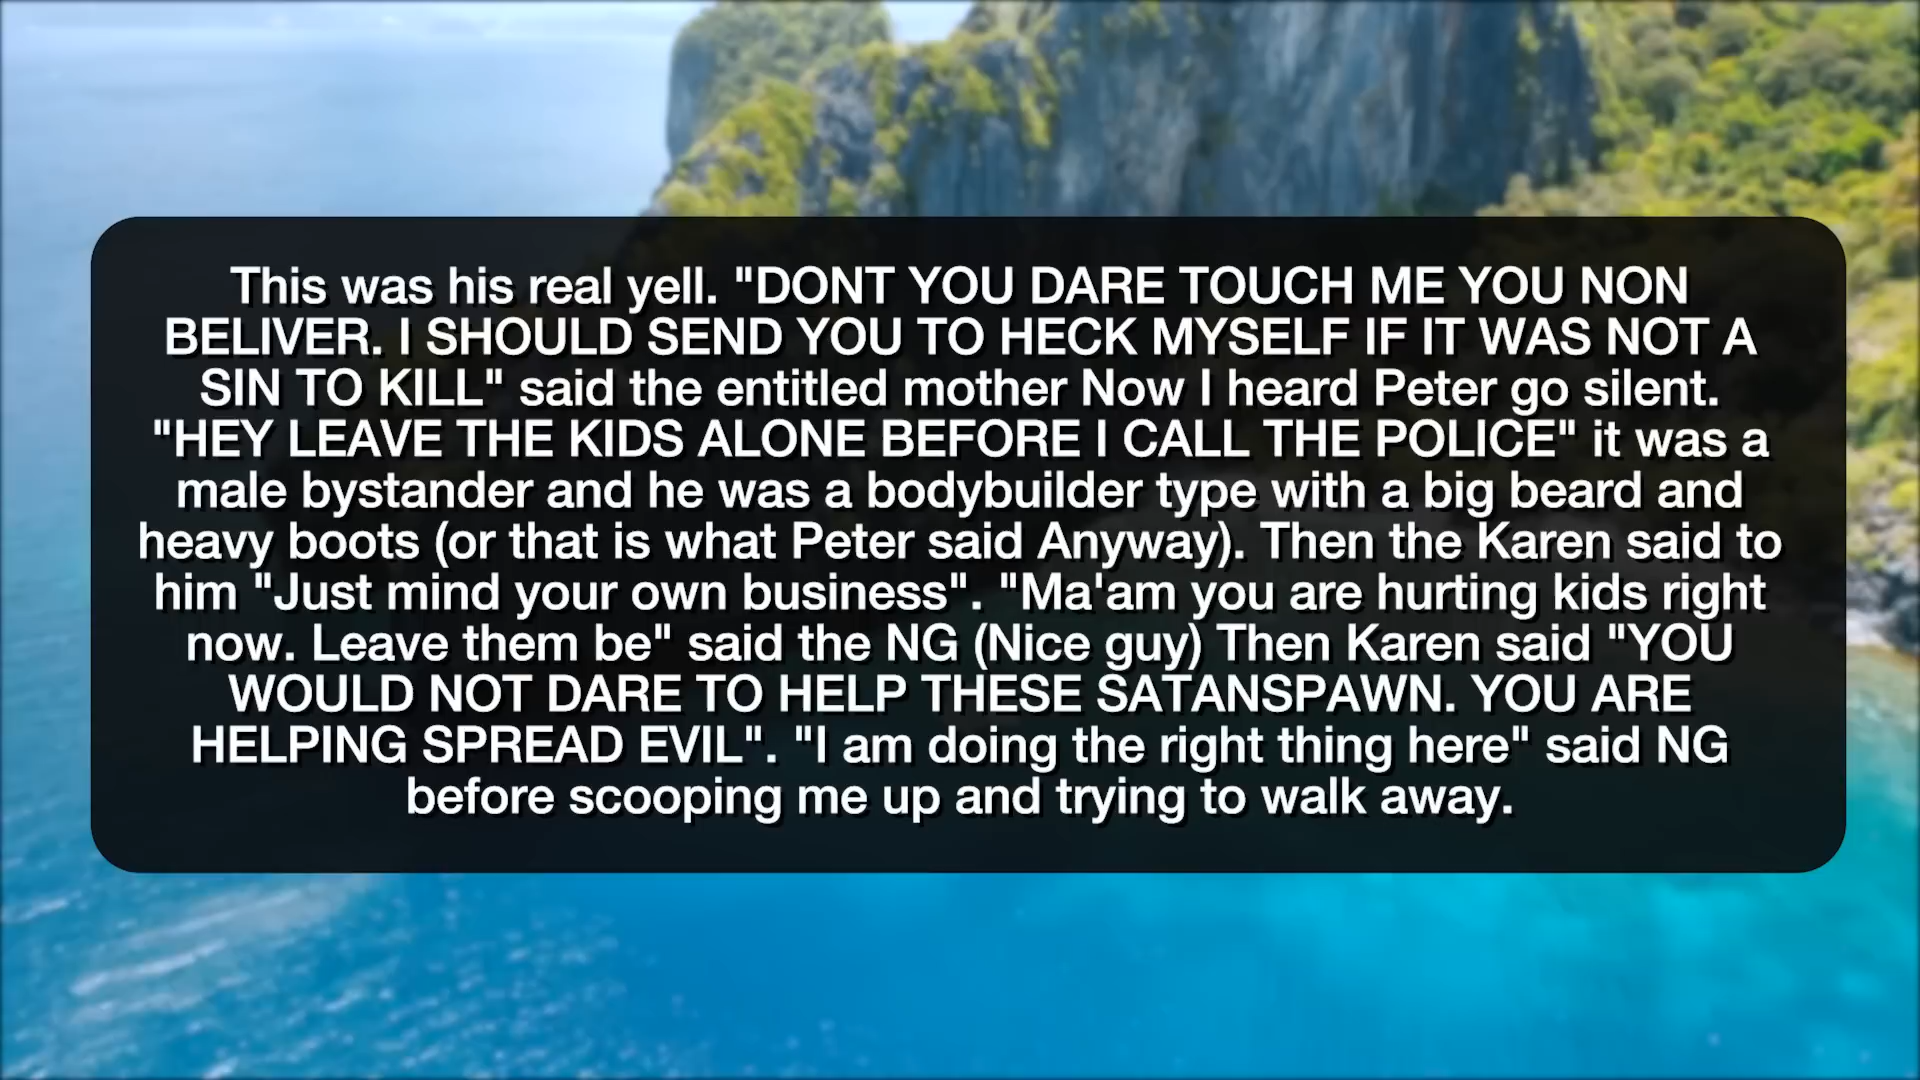 This was his real yell. "DONT YOU DARE TOUCH ME YOU NON
BELIVER. I SHOULD SEND YOU TO HECK MYSELF IF IT WAS NOT A
SIN TO KILL" said the entitled mother Now I heard Peter go silent.
"HEY LEAVE THE KIDS ALONE BEFORE I CALL THE POLICE" it was a
male bystander and he was a bodybuilder type with a big beard and
heavy boots (or that is what Peter said Anyway). Then the Karen said to
him "Just mind your own business". "Ma'am you are hurting kids right
now. Leave them be" said the NG (Nice guy) Then Karen said "YOU
WOULD NOT DARE TO HELP THESE SATANSPAWN. YOU ARE
HELPING SPREAD EVIL". "I am doing the right thing here" said NG
before scooping me up and trying to walk away.